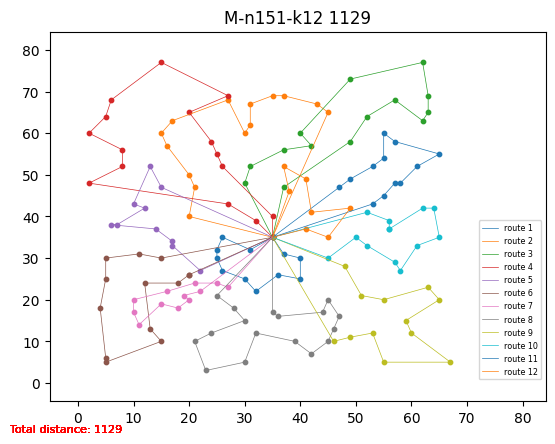 M-n151-k12 1129
80
70
60
50
40
30
20
10
0
0 10 20 30 40 50 60 70 80
route 1
route 2
route 3
route 4
route 5
route 6
route 7
route 8
route 9
route 10
route 11
route 12
Total distance: 1129